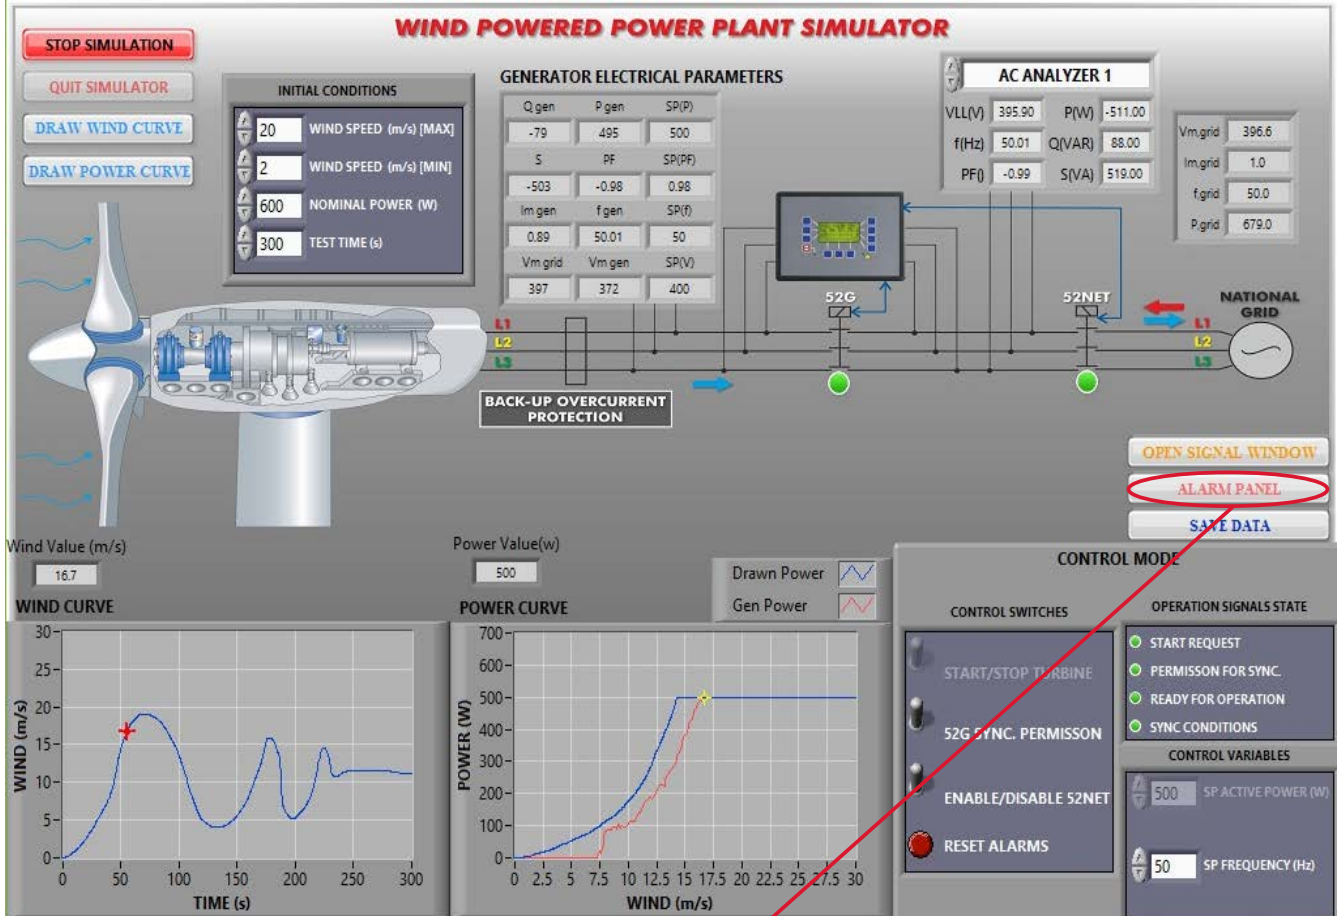 WIND POWERED POWER PLANT SIMULATOR
STOP SIMULATION
QUIT SIMULATOR
DRAW WIND CURVE
DRAW POWER CURVE
INITIAL CONDITIONS
20 WIND SPEED (m/s) [MAX]
2 WIND SPEED (m/s) [MIN]
600 NOMINAL POWER (W)
300 TEST TIME (s)
GENERATOR ELECTRICAL PARAMETERS
Q gen P gen SP(P)
-79 495 500
S PF SP(PF)
-503 -0.98 0.98
Im gen f gen SP(f)
0.89 50.01 50
Vm grid Vm gen SP(V)
397 372 400
AC ANALYZER 1
VLL(V) 395.90 P(W) -511.00
f(Hz) 50.01 Q(VAR) 88.00
PF() -0.99 S(VA) 519.00
Vm.grid 396.6
Im.grid 1.0
f.grid 50.0
P.grid 679.0
52G
52NET
NATIONAL
GRID
L1
L2
L3
L1
L2
L3
BACK-UP OVERCURRENT
PROTECTION
OPEN SIGNAL WINDOW
ALARM PANEL
SAVE DATA
Wind Value (m/s)
16.7
WIND CURVE
30
25
20
15
10
5
0
WIND (m/s)
0 50 100 150 200 250 300
TIME (s)
Power Value(w)
500
Drawn Power
Gen Power
POWER CURVE
700
600
500
400
300
200
100
0
POWER (W)
0 2.5 5 7.5 10 12.5 15 17.5 20 22.5 25 27.5 30
WIND (m/s)
CONTROL MODE
CONTROL SWITCHES
START/STOP TURBINE
52G SYNC. PERMISSON
ENABLE/DISABLE 52NET
RESET ALARMS
OPERATION SIGNALS STATE
START REQUEST
PERMISSON FOR SYNC.
READY FOR OPERATION
SYNC CONDITIONS
CONTROL VARIABLES
500 SP ACTIVE POWER (W)
50 SP FREQUENCY (Hz)